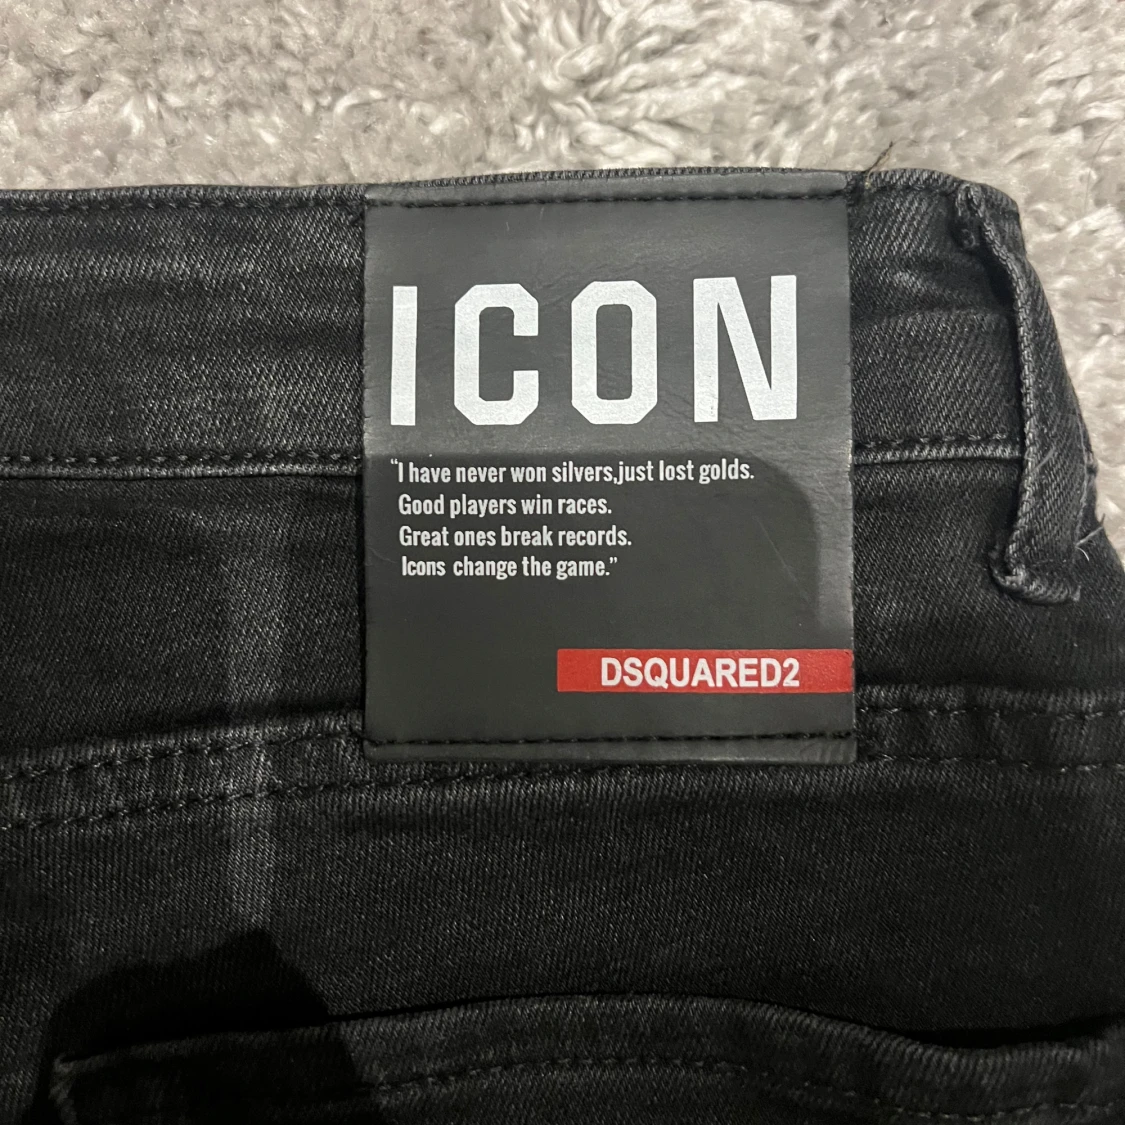 ICON
“I have never won silvers,just lost golds.
Good players win races.
Great ones break records.
Icons change the game.”
DSQUARED2